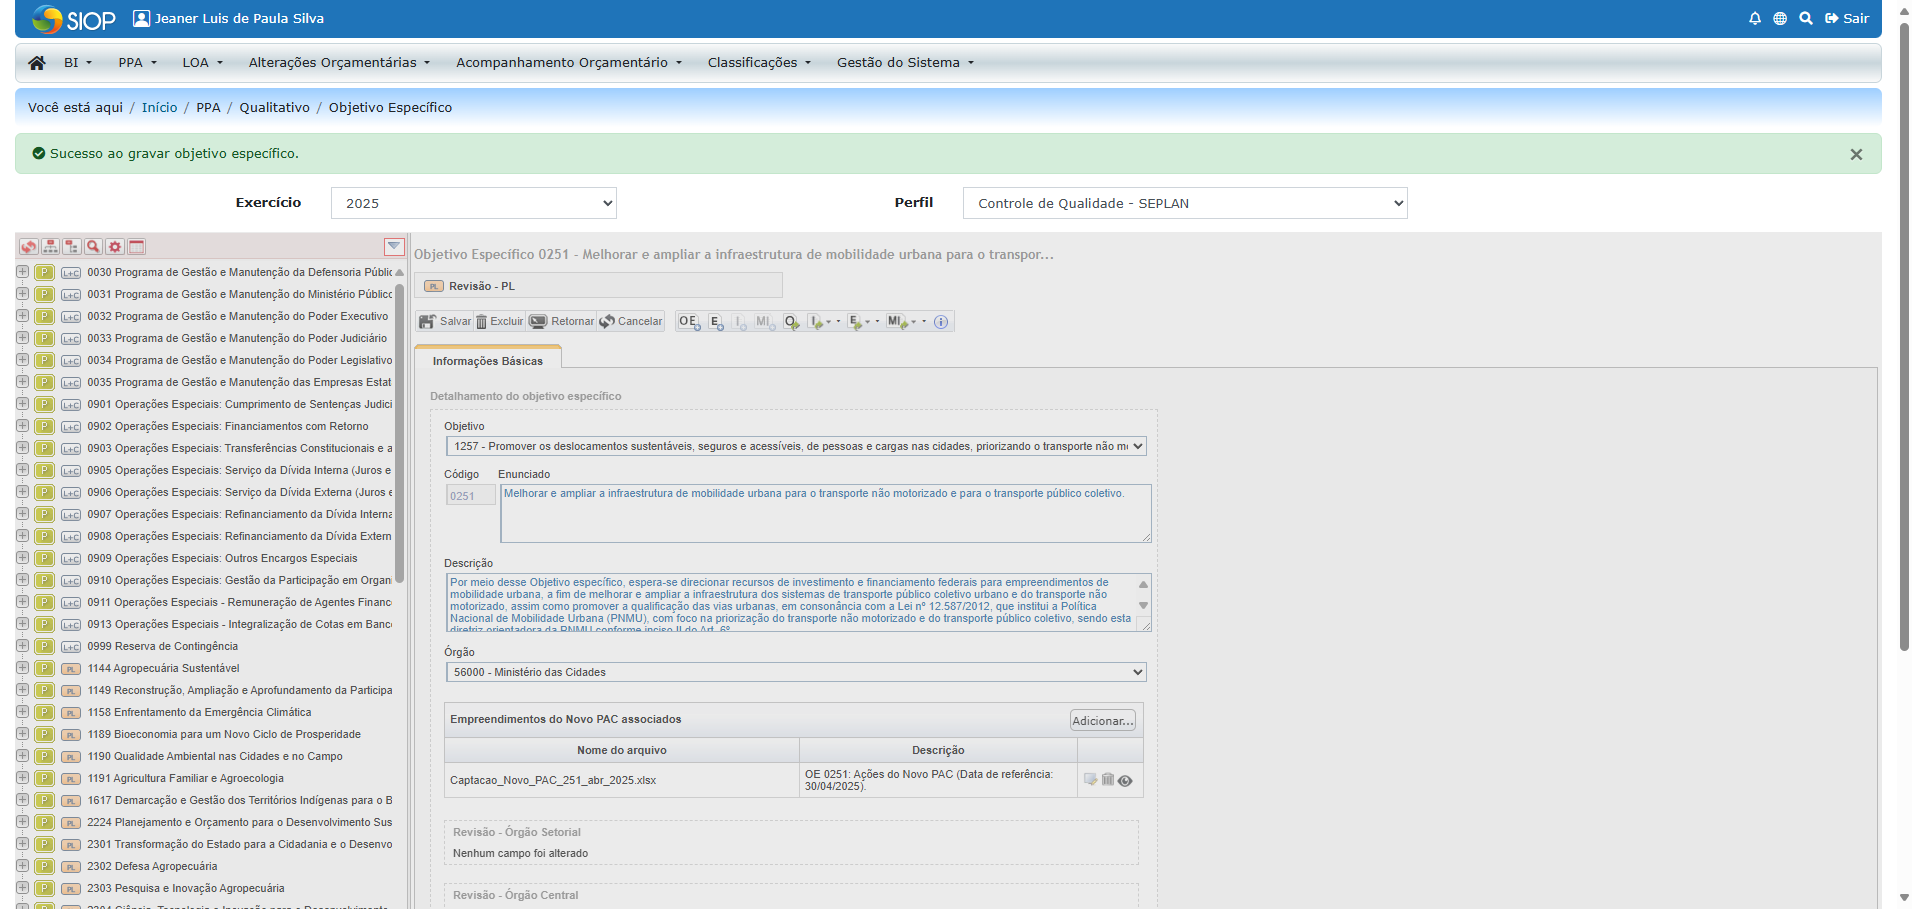 SIOP Jeaner Luis de Paula Silva Sair
BI PPA LOA Alterações Orçamentárias Acompanhamento Orçamentário Classificações Gestão do Sistema
Você está aqui / Início / PPA / Qualitativo / Objetivo Específico
Sucesso ao gravar objetivo específico.
Exercício 2025 Perfil Controle de Qualidade - SEPLAN
P L+C 0030 Programa de Gestão e Manutenção da Defensoria Públic
P L+C 0031 Programa de Gestão e Manutenção do Ministério Público
P L+C 0032 Programa de Gestão e Manutenção do Poder Executivo
P L+C 0033 Programa de Gestão e Manutenção do Poder Judiciário
P L+C 0034 Programa de Gestão e Manutenção do Poder Legislativo
P L+C 0035 Programa de Gestão e Manutenção das Empresas Estat
P L+C 0901 Operações Especiais: Cumprimento de Sentenças Judici
P L+C 0902 Operações Especiais: Financiamentos com Retorno
P L+C 0903 Operações Especiais: Transferências Constitucionais e a
P L+C 0905 Operações Especiais: Serviço da Dívida Interna (Juros e
P L+C 0906 Operações Especiais: Serviço da Dívida Externa (Juros e
P L+C 0907 Operações Especiais: Refinanciamento da Dívida Interna
P L+C 0908 Operações Especiais: Refinanciamento da Dívida Extern
P L+C 0909 Operações Especiais: Outros Encargos Especiais
P L+C 0910 Operações Especiais: Gestão da Participação em Organ
P L+C 0911 Operações Especiais - Remuneração de Agentes Financ
P L+C 0913 Operações Especiais - Integralização de Cotas em Banc
P L+C 0999 Reserva de Contingência
P PL 1144 Agropecuária Sustentável
P PL 1149 Reconstrução, Ampliação e Aprofundamento da Participa
P PL 1158 Enfrentamento da Emergência Climática
P PL 1189 Bioeconomia para um Novo Ciclo de Prosperidade
P PL 1190 Qualidade Ambiental nas Cidades e no Campo
P PL 1191 Agricultura Familiar e Agroecologia
P PL 1617 Demarcação e Gestão dos Territórios Indígenas para o B
P PL 2224 Planejamento e Orçamento para o Desenvolvimento Sus
P PL 2301 Transformação do Estado para a Cidadania e o Desenvo
P PL 2302 Defesa Agropecuária
P PL 2303 Pesquisa e Inovação Agropecuária
Objetivo Específico 0251 - Melhorar e ampliar a infraestrutura de mobilidade urbana para o transpor...
PL Revisão - PL
Salvar Excluir Retornar Cancelar OE E I MI O I E MI
Informações Básicas
Detalhamento do objetivo específico
Objetivo
1257 - Promover os deslocamentos sustentáveis, seguros e acessíveis, de pessoas e cargas nas cidades, priorizando o transporte não m
Código Enunciado
0251 Melhorar e ampliar a infraestrutura de mobilidade urbana para o transporte não motorizado e para o transporte público coletivo.
Descrição
Por meio desse Objetivo específico, espera-se direcionar recursos de investimento e financiamento federais para empreendimentos de
mobilidade urbana, a fim de melhorar e ampliar a infraestrutura dos sistemas de transporte público coletivo urbano e do transporte não
motorizado, assim como promover a qualificação das vias urbanas, em consonância com a Lei nº 12.587/2012, que institui a Política
Nacional de Mobilidade Urbana (PNMU), com foco na priorização do transporte não motorizado e do transporte público coletivo, sendo esta
diretriz orientadora da PNMU conforme inciso II do Art. 6º
Órgão
56000 - Ministério das Cidades
Empreendimentos do Novo PAC associados Adicionar...
Nome do arquivo Descrição
Captacao_Novo_PAC_251_abr_2025.xlsx OE 0251: Ações do Novo PAC (Data de referência:
30/04/2025).
Revisão - Órgão Setorial
Nenhum campo foi alterado
Revisão - Órgão Central